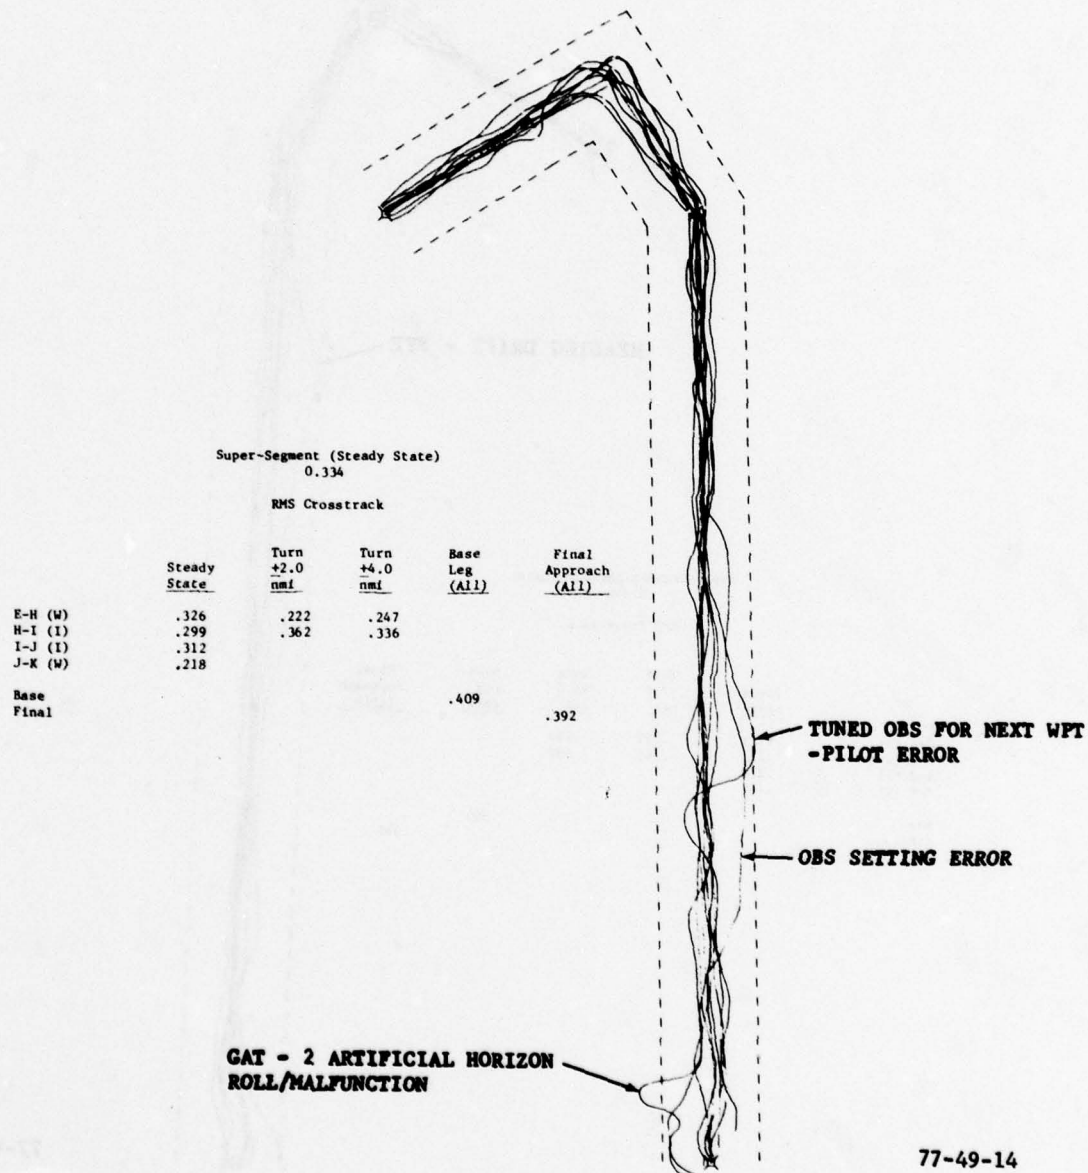 Super-Segment (Steady State)
0.334
RMS Crosstrack
Steady State Turn ±2.0 nmi Turn ±4.0 nmi Base Leg (All) Final Approach (All)
E-H (W) .326 .222 .247
H-I (I) .299 .362 .336
I-J (I) .312
J-K (W) .218
Base .409
Final .392
TUNED OBS FOR NEXT WPT
-PILOT ERROR
OBS SETTING ERROR
GAT - 2 ARTIFICIAL HORIZON
ROLL/MALFUNCTION
77-49-14